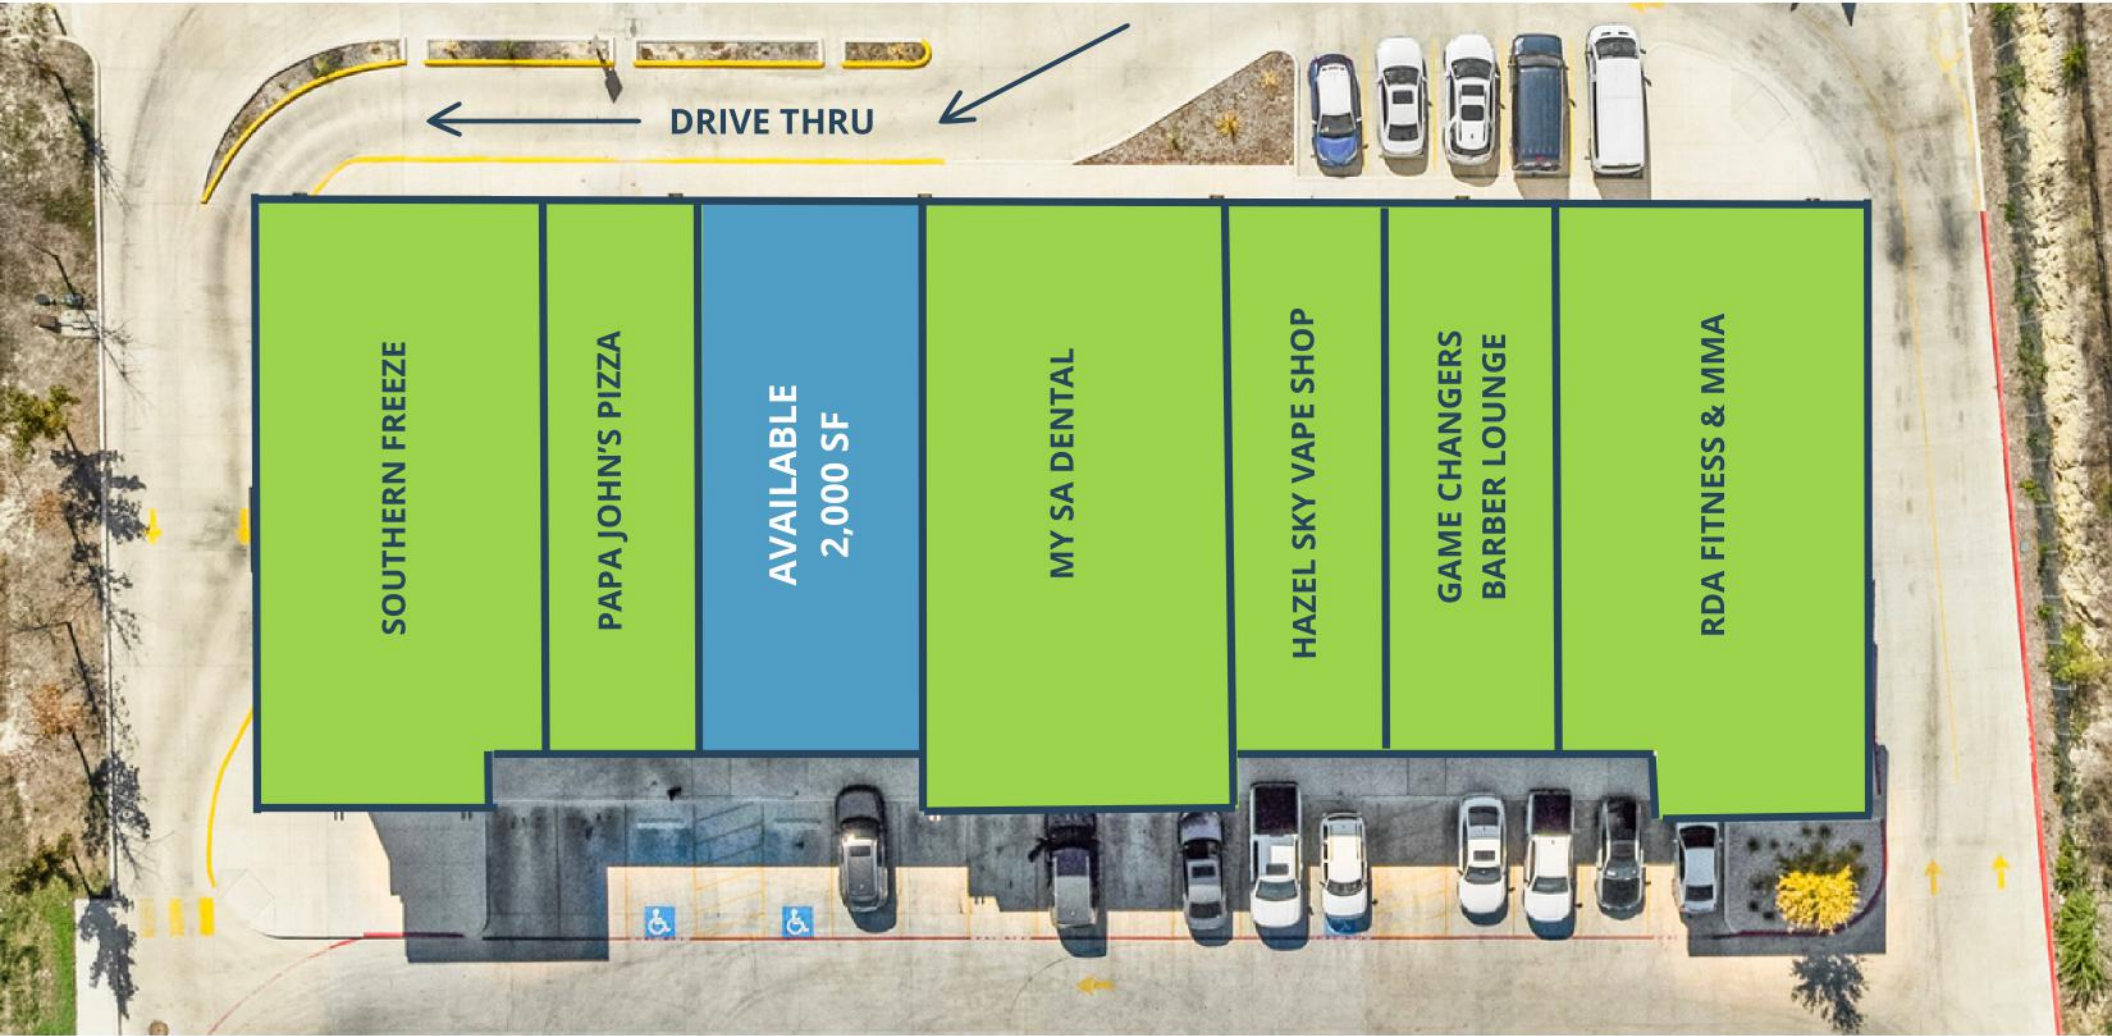 DRIVE THRU
SOUTHERN FREEZE
PAPA JOHN'S PIZZA
AVAILABLE
2,000 SF
MY SA DENTAL
HAZEL SKY VAPE SHOP
GAME CHANGERS
BARBER LOUNGE
RDA FITNESS & MMA